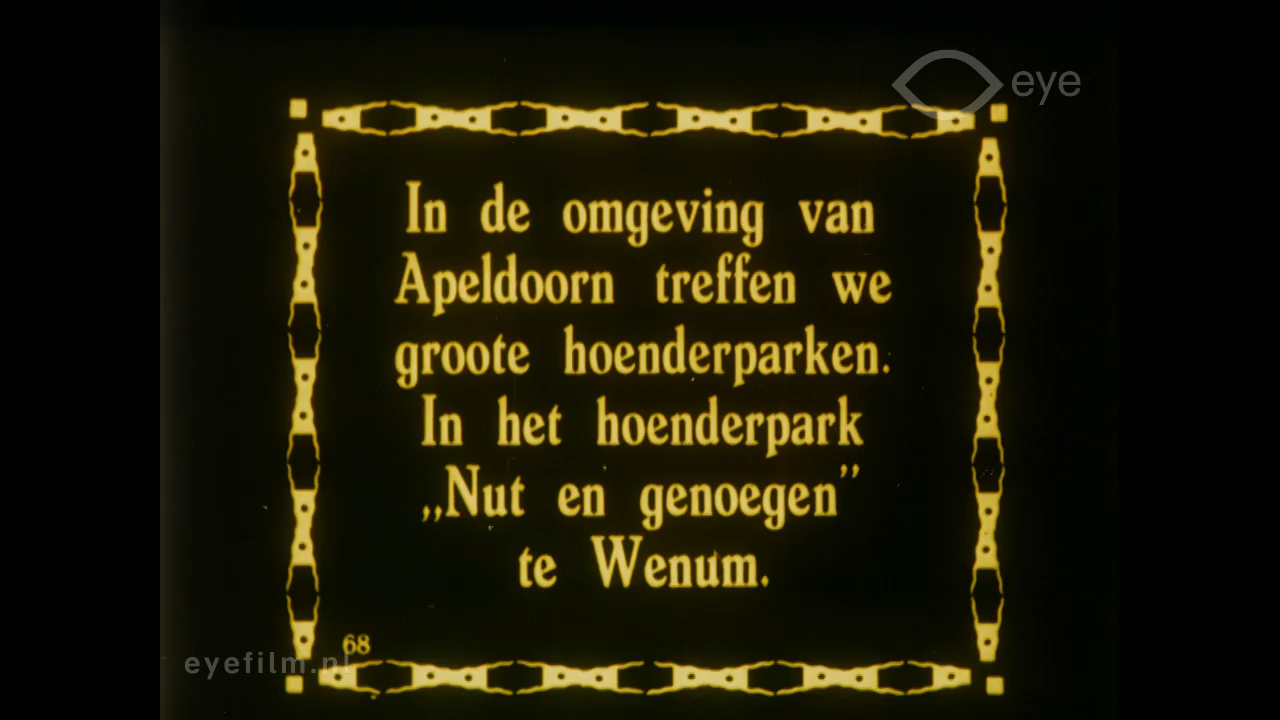 eye
In de omgeving van
Apeldoorn treffen we
groote hoenderparken.
In het hoenderpark
„Nut en genoegen”
te Wenum.
68
eyefilm.nl